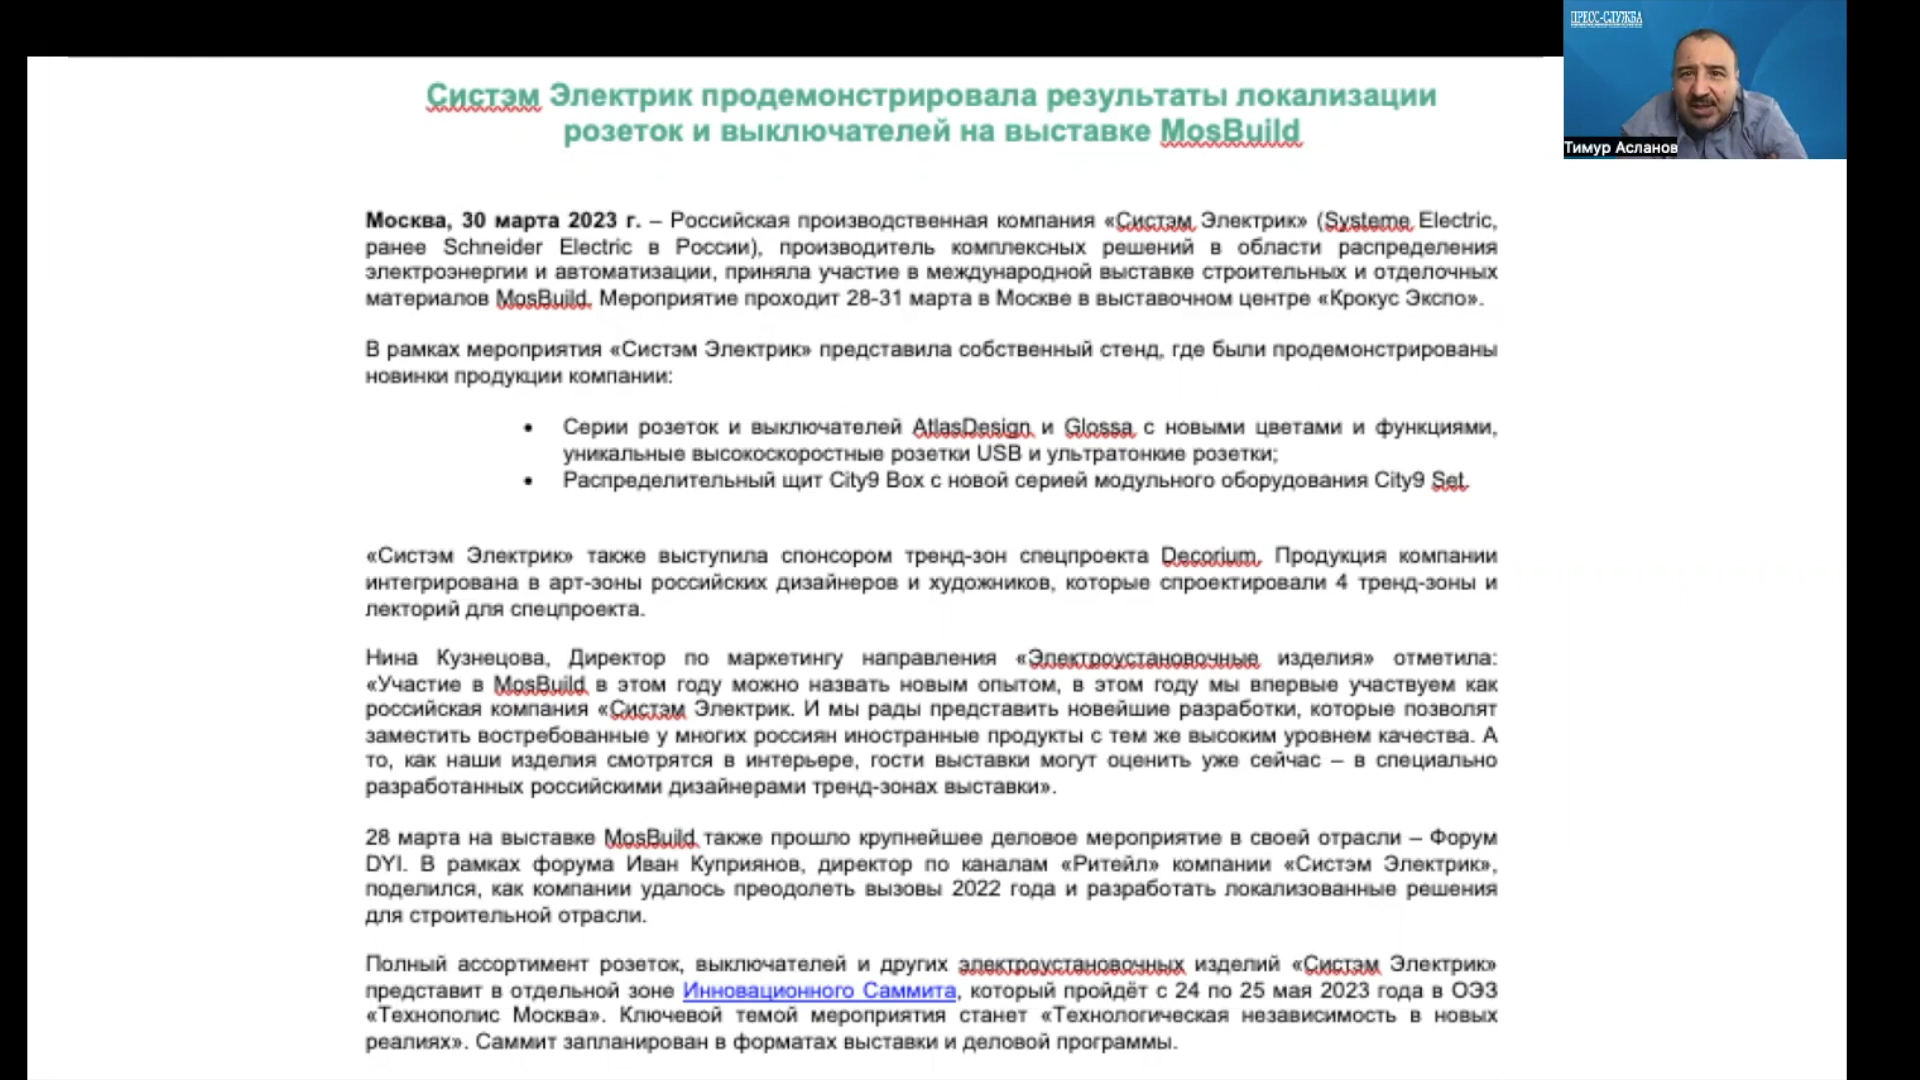 ПРЕСС-СЛУЖБА
Тимур Асланов
Систэм Электрик продемонстрировала результаты локализации
розеток и выключателей на выставке MosBuild
Москва, 30 марта 2023 г. – Российская производственная компания «Систэм Электрик» (Systeme Electric,
ранее Schneider Electric в России), производитель комплексных решений в области распределения
электроэнергии и автоматизации, приняла участие в международной выставке строительных и отделочных
материалов MosBuild. Мероприятие проходит 28-31 марта в Москве в выставочном центре «Крокус Экспо».
В рамках мероприятия «Систэм Электрик» представила собственный стенд, где были продемонстрированы
новинки продукции компании:
• Серии розеток и выключателей AtlasDesign и Glossa с новыми цветами и функциями,
уникальные высокоскоростные розетки USB и ультратонкие розетки;
• Распределительный щит City9 Box с новой серией модульного оборудования City9 Set.
«Систэм Электрик» также выступила спонсором тренд-зон спецпроекта Decorium. Продукция компании
интегрирована в арт-зоны российских дизайнеров и художников, которые спроектировали 4 тренд-зоны и
лекторий для спецпроекта.
Нина Кузнецова, Директор по маркетингу направления «Электроустановочные изделия» отметила:
«Участие в MosBuild в этом году можно назвать новым опытом, в этом году мы впервые участвуем как
российская компания «Систэм Электрик. И мы рады представить новейшие разработки, которые позволят
заместить востребованные у многих россиян иностранные продукты с тем же высоким уровнем качества. А
то, как наши изделия смотрятся в интерьере, гости выставки могут оценить уже сейчас – в специально
разработанных российскими дизайнерами тренд-зонах выставки».
28 марта на выставке MosBuild также прошло крупнейшее деловое мероприятие в своей отрасли – Форум
DYI. В рамках форума Иван Куприянов, директор по каналам «Ритейл» компании «Систэм Электрик»,
поделился, как компании удалось преодолеть вызовы 2022 года и разработать локализованные решения
для строительной отрасли.
Полный ассортимент розеток, выключателей и других электроустановочных изделий «Систэм Электрик»
представит в отдельной зоне Инновационного Саммита, который пройдёт с 24 по 25 мая 2023 года в ОЭЗ
«Технополис Москва». Ключевой темой мероприятия станет «Технологическая независимость в новых
реалиях». Саммит запланирован в форматах выставки и деловой программы.